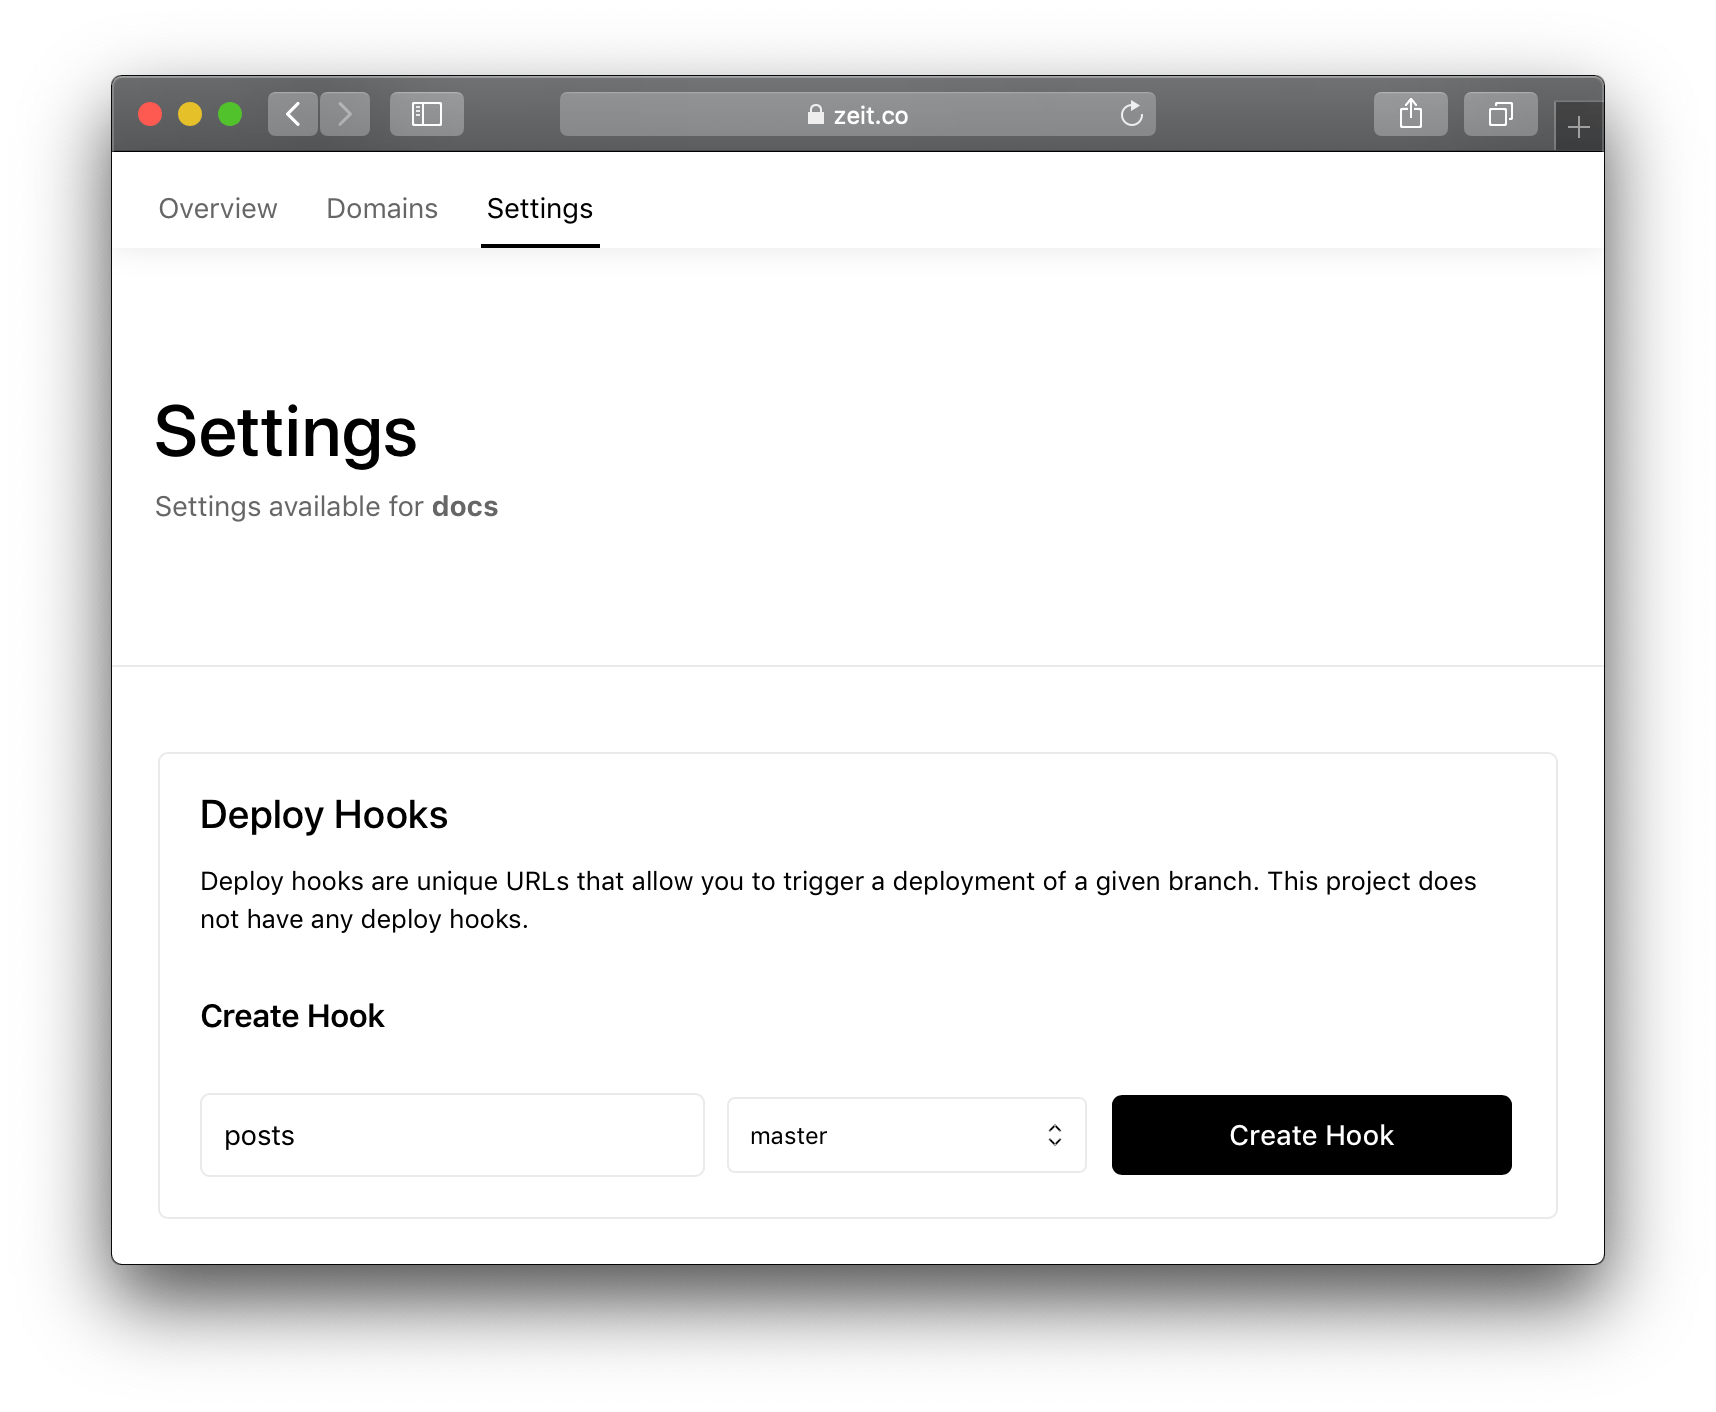 zeit.co
Overview Domains Settings
Settings
Settings available for docs
Deploy Hooks
Deploy hooks are unique URLs that allow you to trigger a deployment of a given branch. This project does
not have any deploy hooks.
Create Hook
posts master Create Hook